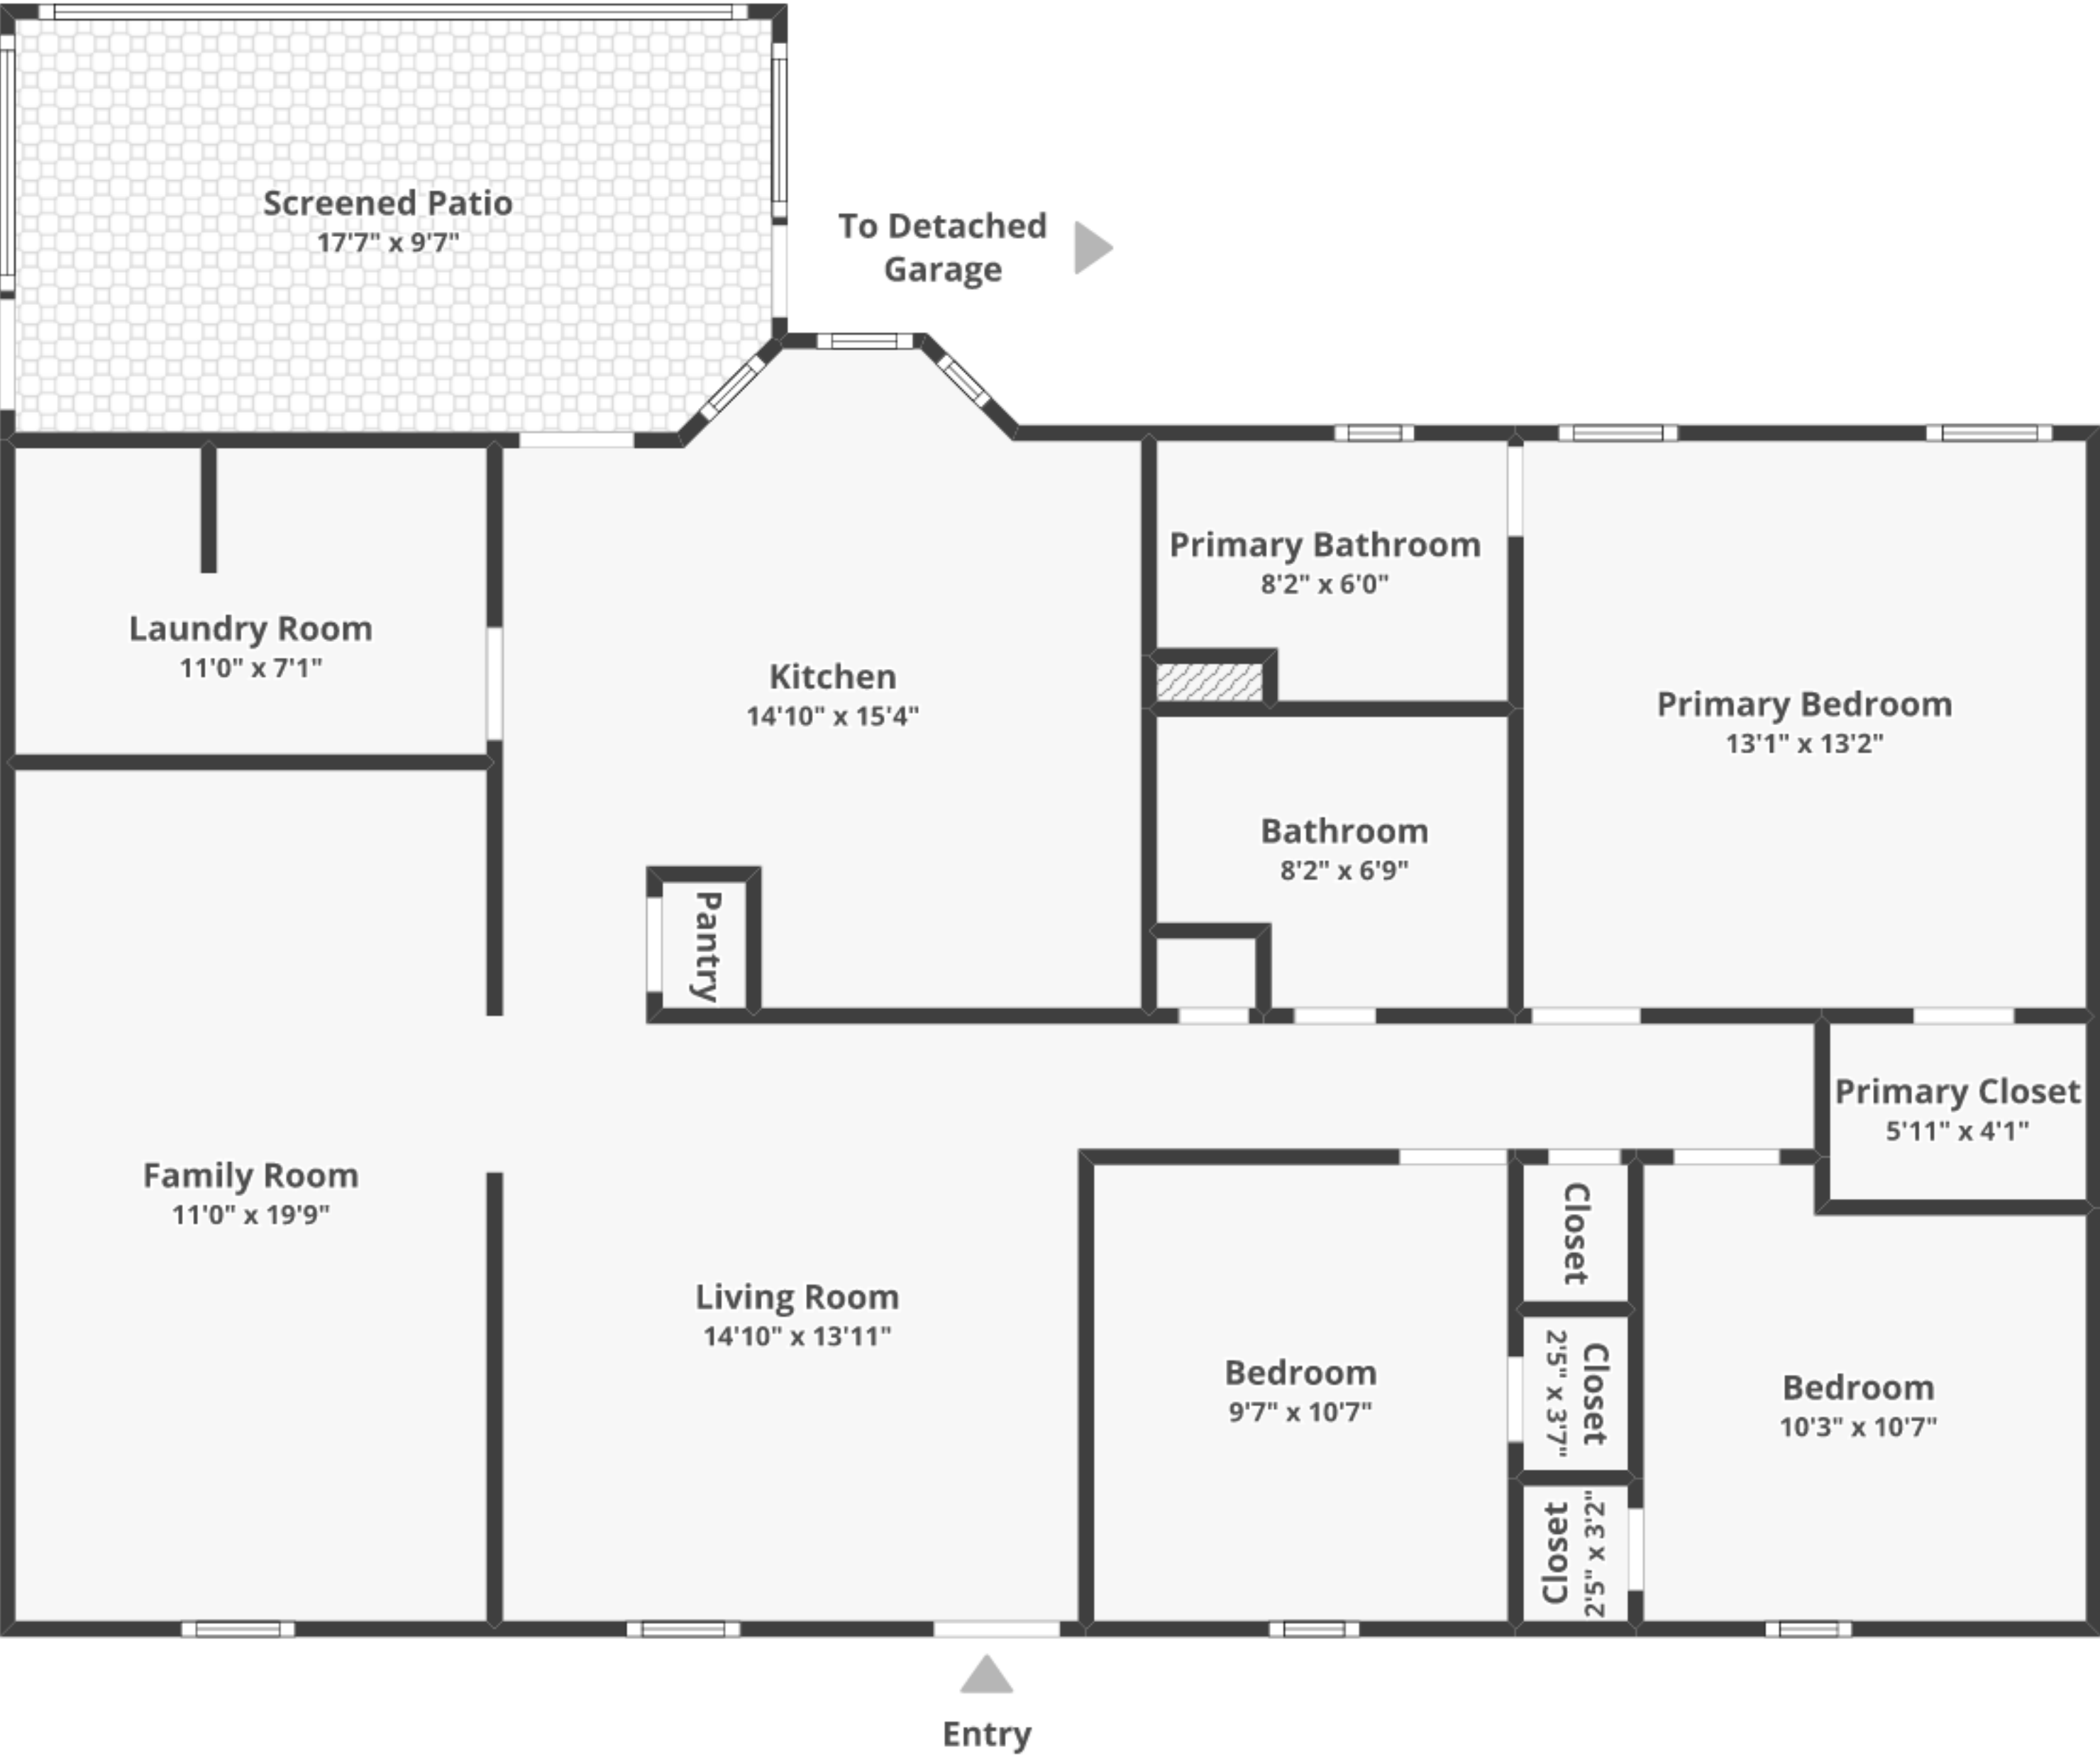 Screened Patio
17'7" x 9'7"
To Detached
Garage
Primary Bathroom
8'2" x 6'0"
Laundry Room
11'0" x 7'1"
Kitchen
14'10" x 15'4"
Primary Bedroom
13'1" x 13'2"
Bathroom
8'2" x 6'9"
Pantry
Primary Closet
5'11" x 4'1"
Family Room
11'0" x 19'9"
Closet
Living Room
14'10" x 13'11"
Bedroom
9'7" x 10'7"
Closet
2'5" x 3'7"
Bedroom
10'3" x 10'7"
Closet
2'5" x 3'2"
Entry